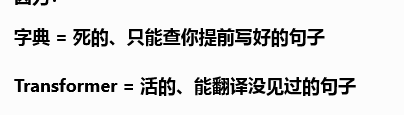 字典 = 死的、只能查你提前写好的句子
Transformer = 活的、能翻译没见过的句子